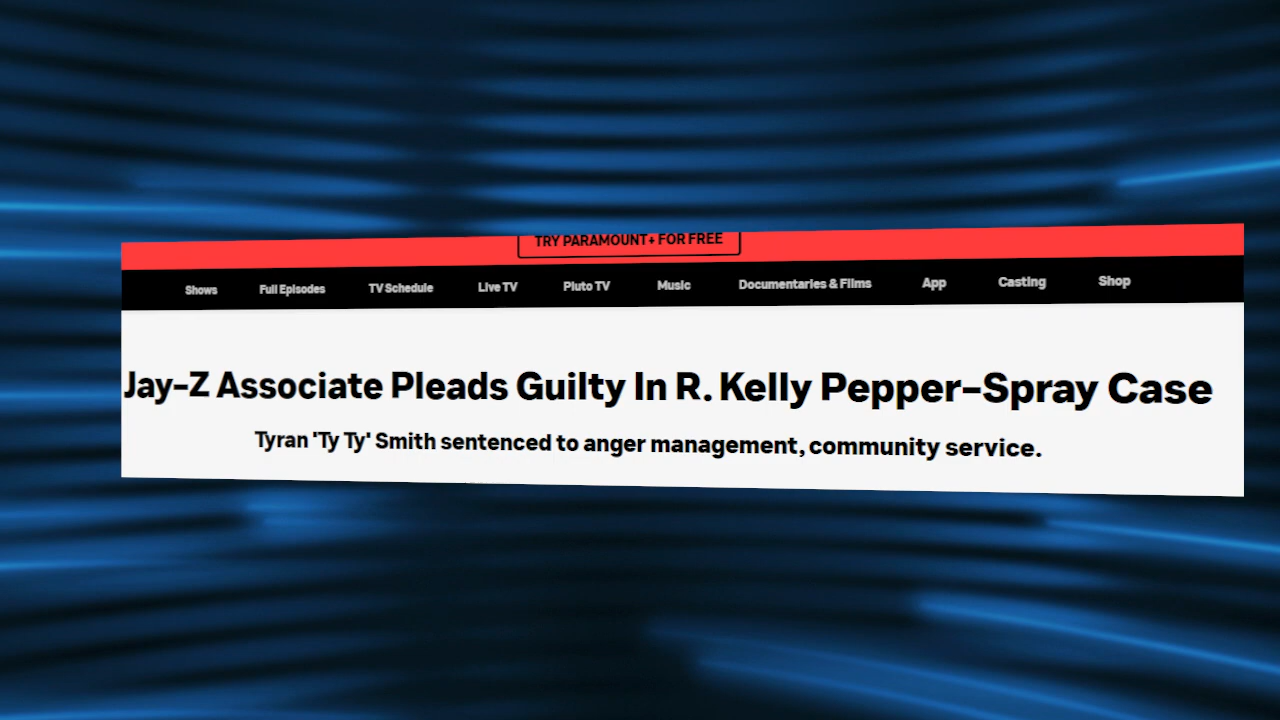 TRY PARAMOUNT+ FOR FREE
Shows Full Episodes TV Schedule Live TV Pluto TV Music Documentaries & Films App Casting Shop
Jay-Z Associate Pleads Guilty In R. Kelly Pepper-Spray Case
Tyran 'Ty Ty' Smith sentenced to anger management, community service.